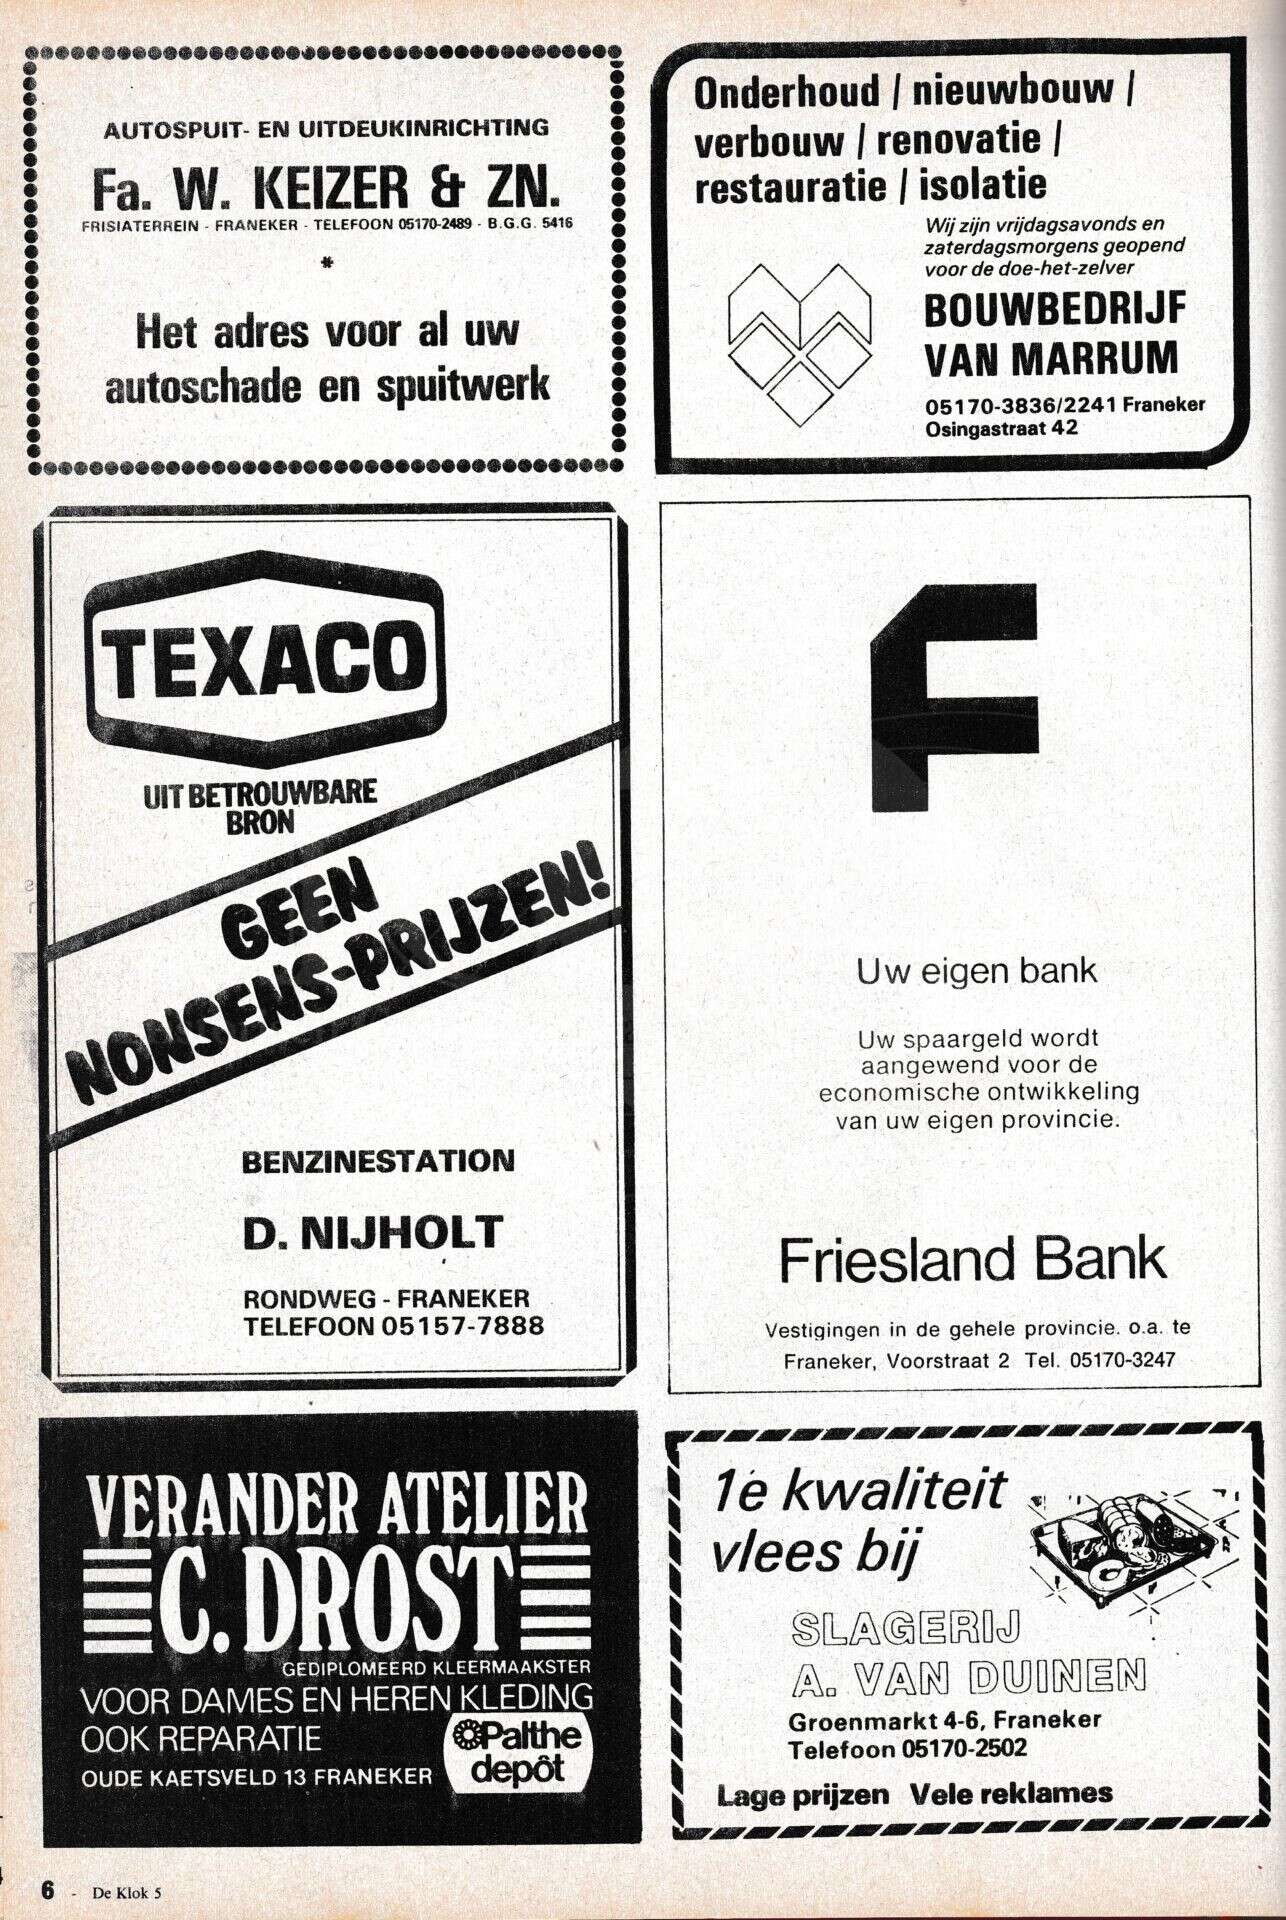 AUTOSPUIT- EN UITDEUKINRICHTING
Fa. W. KEIZER & ZN.
FRISIATERREIN - FRANEKER - TELEFOON 05170-2489 - B.G.G. 5416
*
Het adres voor al uw
autoschade en spuitwerk
Onderhoud / nieuwbouw /
verbouw / renovatie /
restauratie / isolatie
Wij zijn vrijdagsavonds en
zaterdagsmorgens geopend
voor de doe-het-zelver
BOUWBEDRIJF
VAN MARRUM
05170-3836/2241 Franeker
Osingastraat 42
TEXACO
UIT BETROUWBARE
BRON
GEEN
NONSENS-PRIJZEN!
BENZINESTATION
D. NIJHOLT
RONDWEG - FRANEKER
TELEFOON 05157-7888
F
Uw eigen bank
Uw spaargeld wordt
aangewend voor de
economische ontwikkeling
van uw eigen provincie.
Friesland Bank
Vestigingen in de gehele provincie. o.a. te
Franeker, Voorstraat 2 Tel. 05170-3247
VERANDER ATELIER
C. DROST
GEDIPLOMEERD KLEERMAAKSTER
VOOR DAMES EN HEREN KLEDING
OOK REPARATIE
OUDE KAETSVELD 13 FRANEKER
Palthe
depôt
1e kwaliteit
vlees bij
SLAGERIJ
A. VAN DUINEN
Groenmarkt 4-6, Franeker
Telefoon 05170-2502
Lage prijzen Vele reklames
6 - De Klok 5